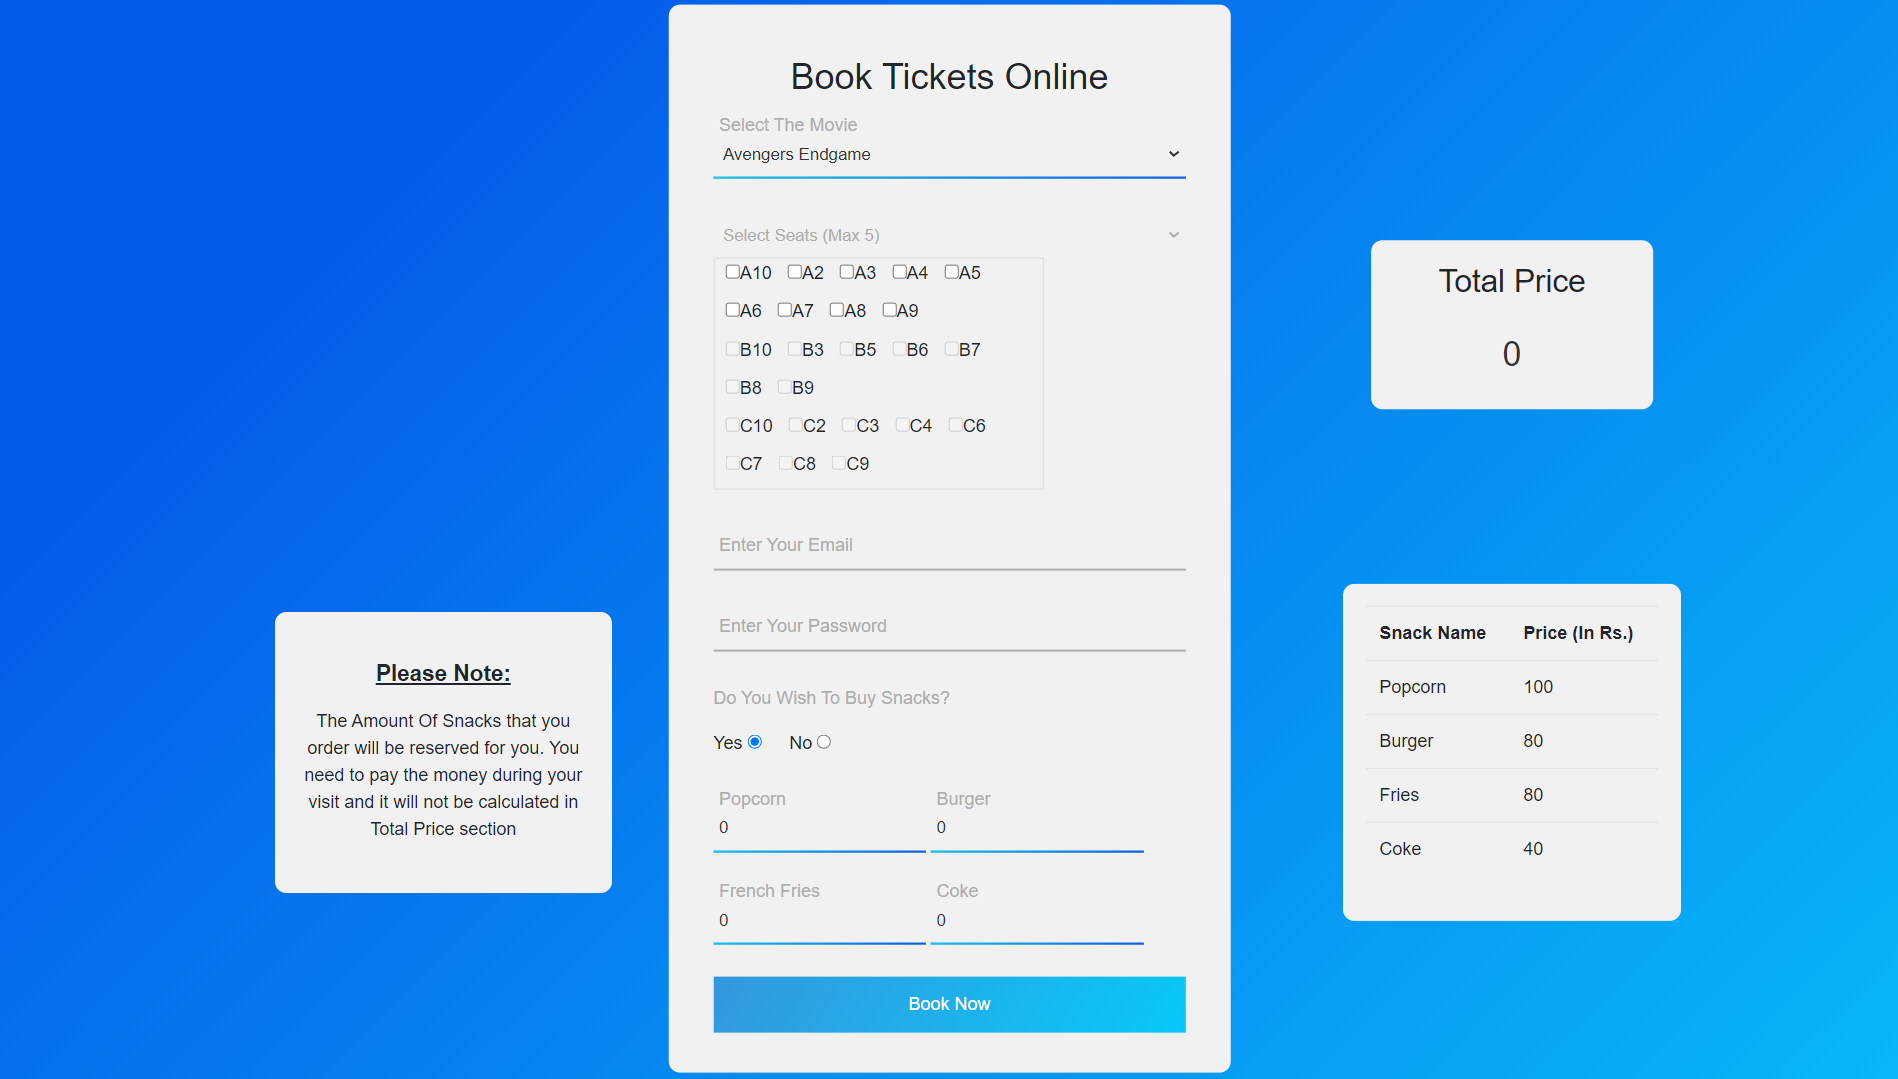 Book Tickets Online
Select The Movie
Avengers Endgame
Select Seats (Max 5)
A10 A2 A3 A4 A5
A6 A7 A8 A9
B10 B3 B5 B6 B7
B8 B9
C10 C2 C3 C4 C6
C7 C8 C9
Enter Your Email
Enter Your Password
Do You Wish To Buy Snacks?
Yes No
Popcorn Burger
0 0
French Fries Coke
0 0
Book Now
Please Note:
The Amount Of Snacks that you
order will be reserved for you. You
need to pay the money during your
visit and it will not be calculated in
Total Price section
Total Price
0
Snack Name Price (In Rs.)
Popcorn 100
Burger 80
Fries 80
Coke 40